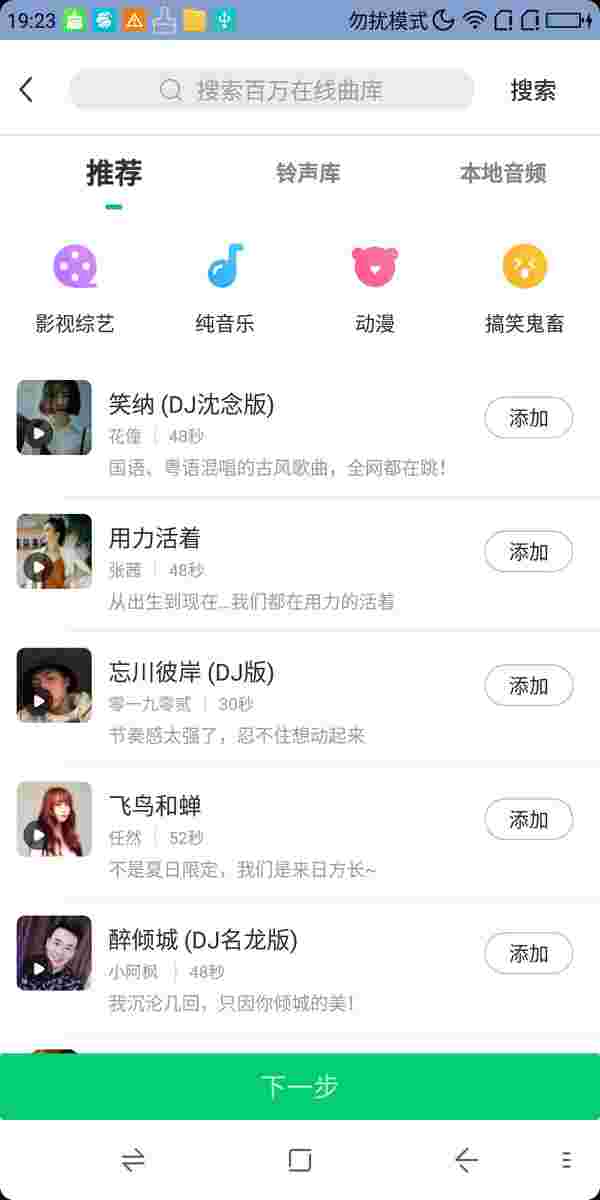 19:23
勿扰模式
搜索百万在线曲库
搜索
推荐
铃声库
本地音频
影视综艺
纯音乐
动漫
搞笑鬼畜
笑纳 (DJ沈念版)
添加
花僮 | 48秒
国语、粤语混唱的古风歌曲，全网都在跳！
用力活着
添加
张茜 | 48秒
从出生到现在…我们都在用力的活着
忘川彼岸 (DJ版)
添加
零一九零贰 | 30秒
节奏感太强了，忍不住想动起来
飞鸟和蝉
添加
任然 | 52秒
不是夏日限定，我们是来日方长~
醉倾城 (DJ名龙版)
添加
小阿枫 | 48秒
我沉沦几回，只因你倾城的美！
下一步